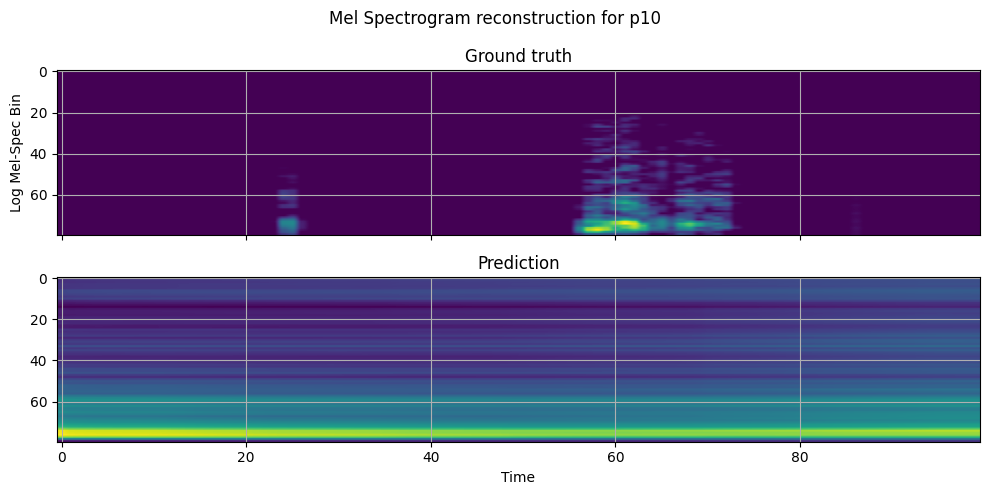 Mel Spectrogram reconstruction for p10
Ground truth
0
20
40
60
Log Mel-Spec Bin
Prediction
0
20
40
60
0 20 40 60 80
Time